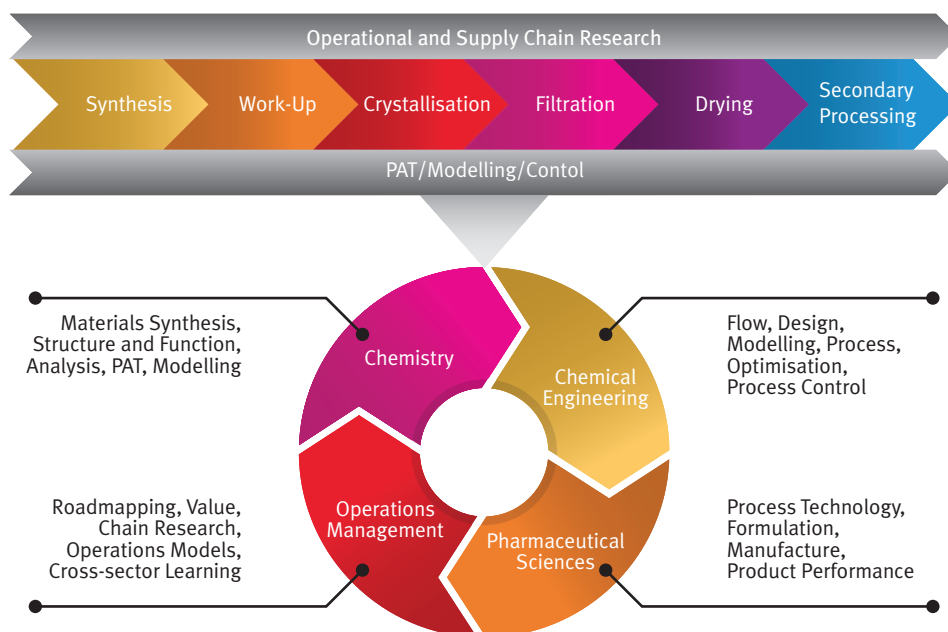 Operational and Supply Chain Research
Synthesis
Work-Up
Crystallisation
Filtration
Drying
Secondary
Processing
PAT/Modelling/Contol
Materials Synthesis,
Structure and Function,
Analysis, PAT, Modelling
Chemistry
Chemical
Engineering
Flow, Design,
Modelling, Process,
Optimisation,
Process Control
Roadmapping, Value,
Chain Research,
Operations Models,
Cross-sector Learning
Operations
Management
Pharmaceutical
Sciences
Process Technology,
Formulation,
Manufacture,
Product Performance